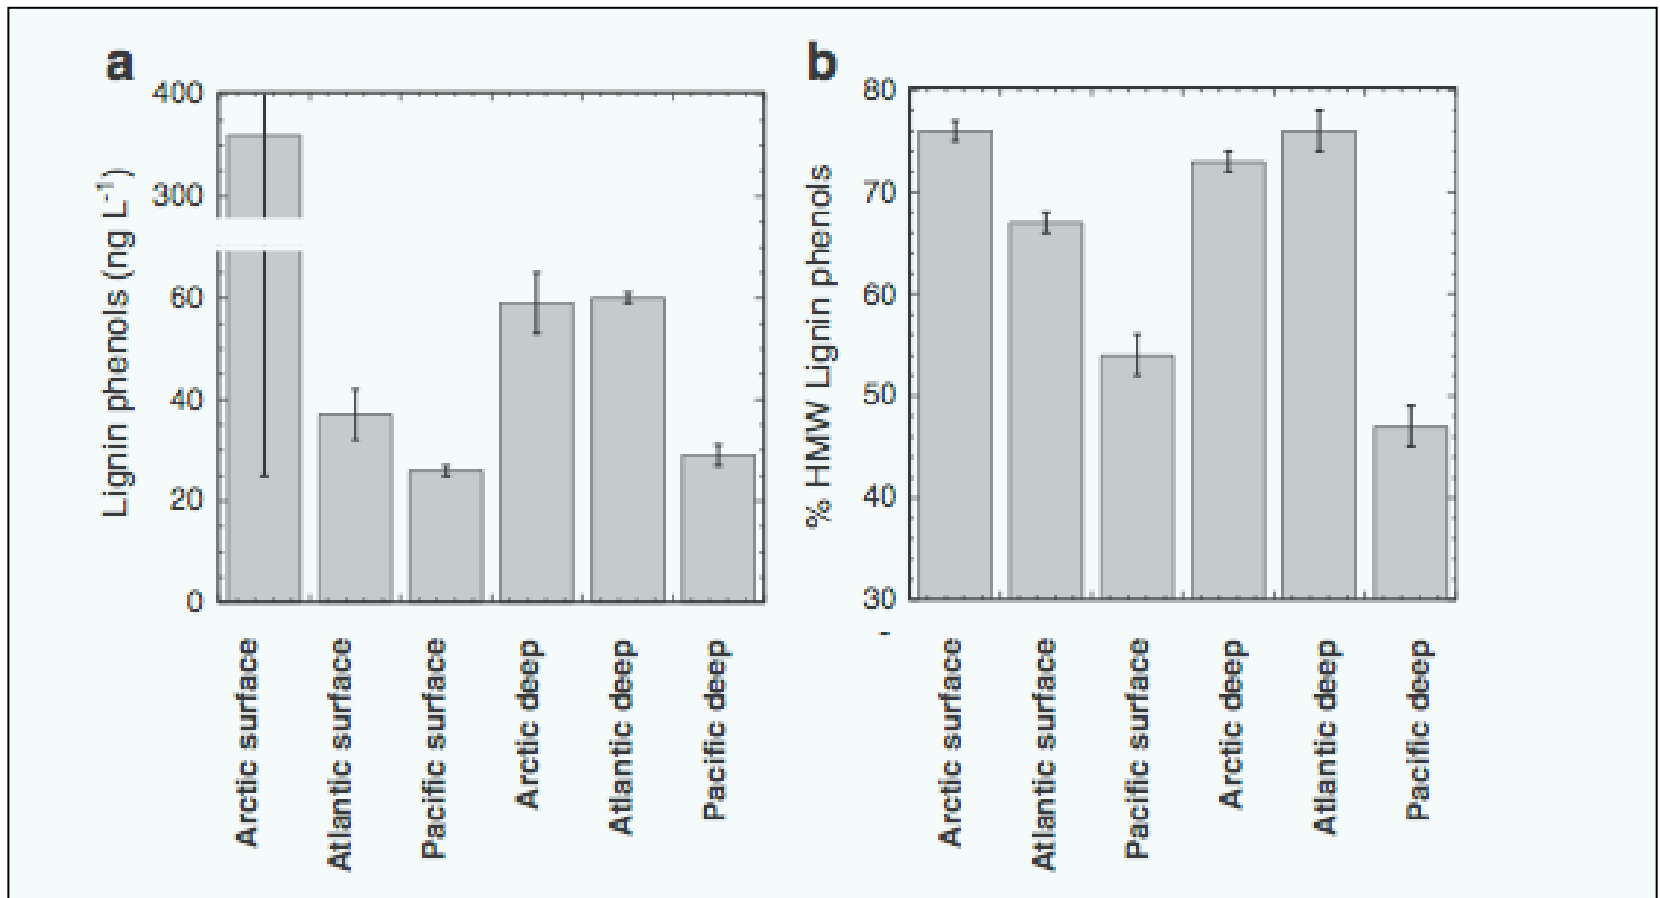 a
400
300
60
40
20
0
Lignin phenols (ng L⁻¹)
Arctic surface
Atlantic surface
Pacific surface
Arctic deep
Atlantic deep
Pacific deep
b
80
70
60
50
40
30
-
% HMW Lignin phenols
Arctic surface
Atlantic surface
Pacific surface
Arctic deep
Atlantic deep
Pacific deep